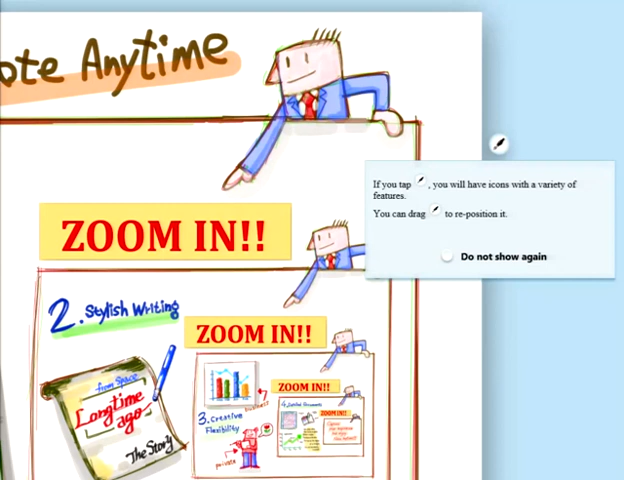 ote Anytime
If you tap , you will have icons with a variety of
features.
You can drag to re-position it.
Do not show again
ZOOM IN!!
2. Stylish Writing
ZOOM IN!!
from Space
Longtime
ago
The Story
3. Creative
Flexibility
business
private
ZOOM IN!!
ZOOM IN!!